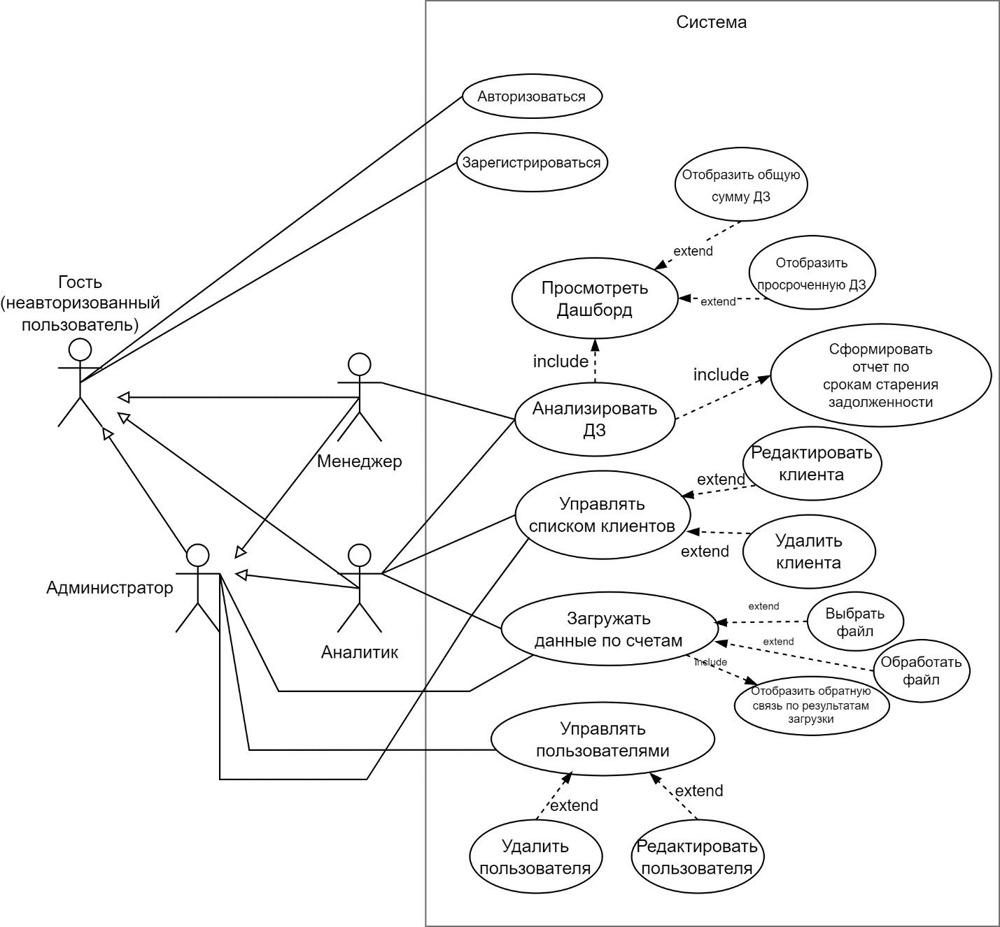 Система
Авторизоваться
Зарегистрироваться
Отобразить общую
сумму ДЗ
extend
Отобразить
просроченную ДЗ
extend
Просмотреть
Дашборд
Гость
(неавторизованный
пользователь)
include
include
Сформировать
отчет по
срокам старения
задолженности
Анализировать
ДЗ
Менеджер
Редактировать
клиента
extend
Управлять
списком клиентов
extend
Удалить
клиента
Администратор
Аналитик
Загружать
данные по счетам
extend
Выбрать
файл
extend
Обработать
файл
include
Отобразить обратную
связь по результатам
загрузки
Управлять
пользователями
extend
extend
Удалить
пользователя
Редактировать
пользователя